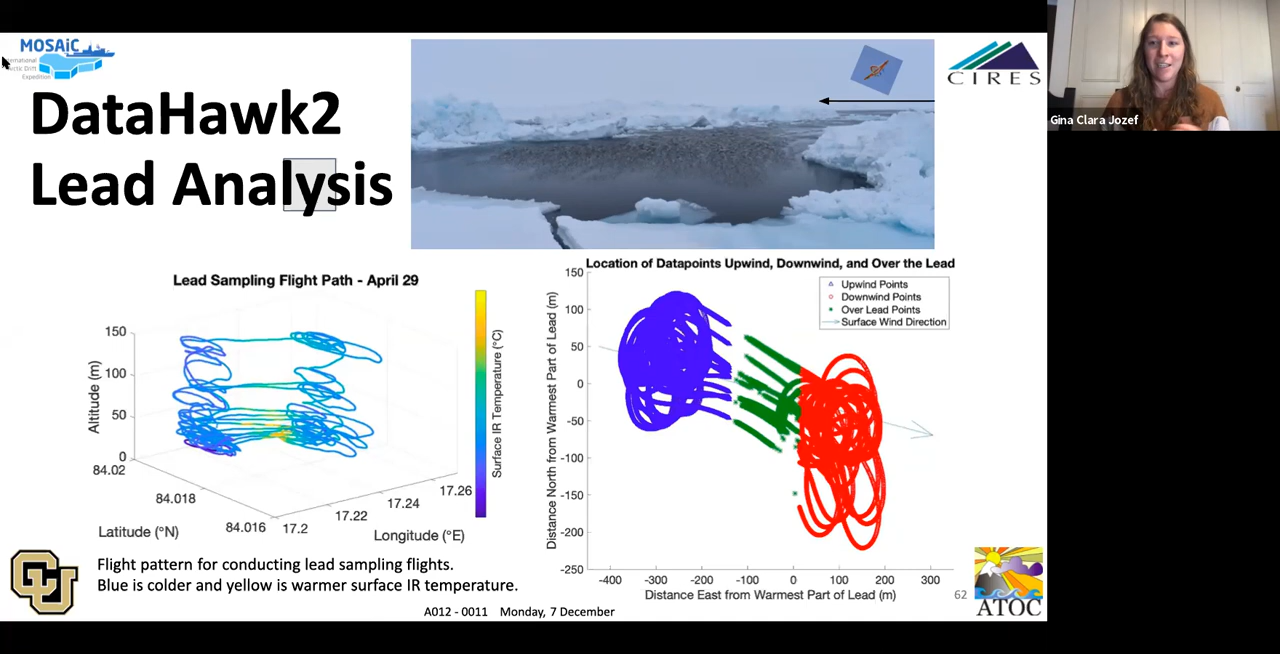 MOSAiC
International
Arctic Drift
Expedition
DataHawk2
Lead Analysis
CIRES
Gina Clara Jozef
Lead Sampling Flight Path - April 29
150
100
50
0
Altitude (m)
84.02
84.018
84.016
Latitude (°N)
17.2
17.22
17.24
17.26
Longitude (°E)
Surface IR Temperature (°C)
Location of Datapoints Upwind, Downwind, and Over the Lead
Upwind Points
Downwind Points
Over Lead Points
Surface Wind Direction
150
100
50
0
-50
-100
-150
-200
-250
Distance North from Warmest Part of Lead (m)
-400
-300
-200
-100
0
100
200
300
Distance East from Warmest Part of Lead (m)
Flight pattern for conducting lead sampling flights.
Blue is colder and yellow is warmer surface IR temperature.
A012 - 0011 Monday, 7 December
62
CU
ATOC